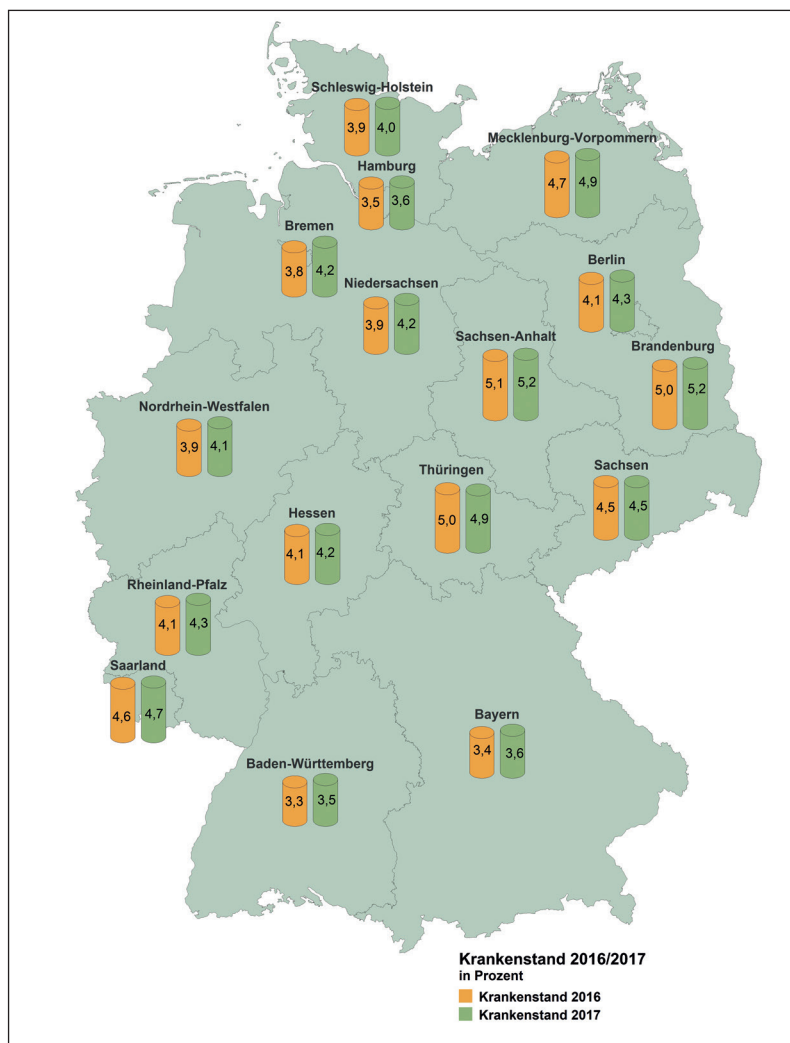 Schleswig-Holstein
3,9 4,0
Mecklenburg-Vorpommern
4,7 4,9
Hamburg
3,5 3,6
Bremen
3,8 4,2
Berlin
4,1 4,3
Niedersachsen
3,9 4,2
Sachsen-Anhalt
5,1 5,2
Brandenburg
5,0 5,2
Nordrhein-Westfalen
3,9 4,1
Thüringen
5,0 4,9
Sachsen
4,5 4,5
Hessen
4,1 4,2
Rheinland-Pfalz
4,1 4,3
Saarland
4,6 4,7
Bayern
3,4 3,6
Baden-Württemberg
3,3 3,5
Krankenstand 2016/2017
in Prozent
Krankenstand 2016
Krankenstand 2017